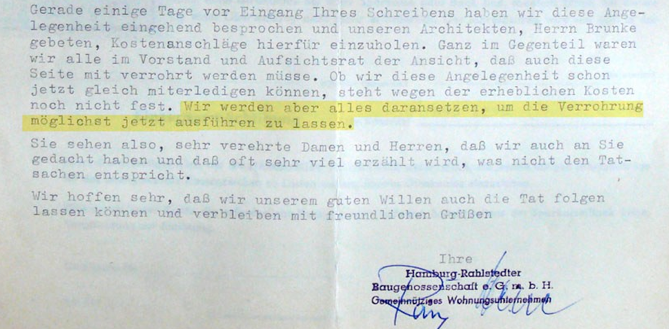 Gerade einige Tage vor Eingang Ihres Schreibens haben wir diese Ange-
legenheit eingehend besprochen und unseren Architekten, Herrn Brunke
gebeten, Kostenanschläge hierfür einzuholen. Ganz im Gegenteil waren
wir alle im Vorstand und Aufsichtsrat der Ansicht, daß auch diese
Seite mit verrohrt werden müsse. Ob wir diese Angelegenheit schon
jetzt gleich miterledigen können, steht wegen der erheblichen Kosten
noch nicht fest. Wir werden aber alles daransetzen, um die Verrohrung
möglichst jetzt ausführen zu lassen.
Sie sehen also, sehr verehrte Damen und Herren, daß wir auch an Sie
gedacht haben und daß oft sehr viel erzählt wird, was nicht den Tat-
sachen entspricht.
Wir hoffen sehr, daß wir unserem guten Willen auch die Tat folgen
lassen können und verbleiben mit freundlichen Grüßen
Ihre
Hamburg-Rahlstedter
Baugenossenschaft e. G. m. b. H.
Gemeinnütziges Wohnungsunternehmen